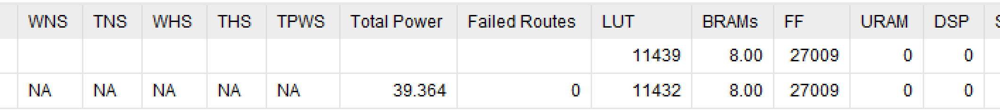 WNS TNS WHS THS TPWS Total Power Failed Routes LUT BRAMs FF URAM DSP
11439 8.00 27009 0 0
NA NA NA NA NA 39.364 0 11432 8.00 27009 0 0